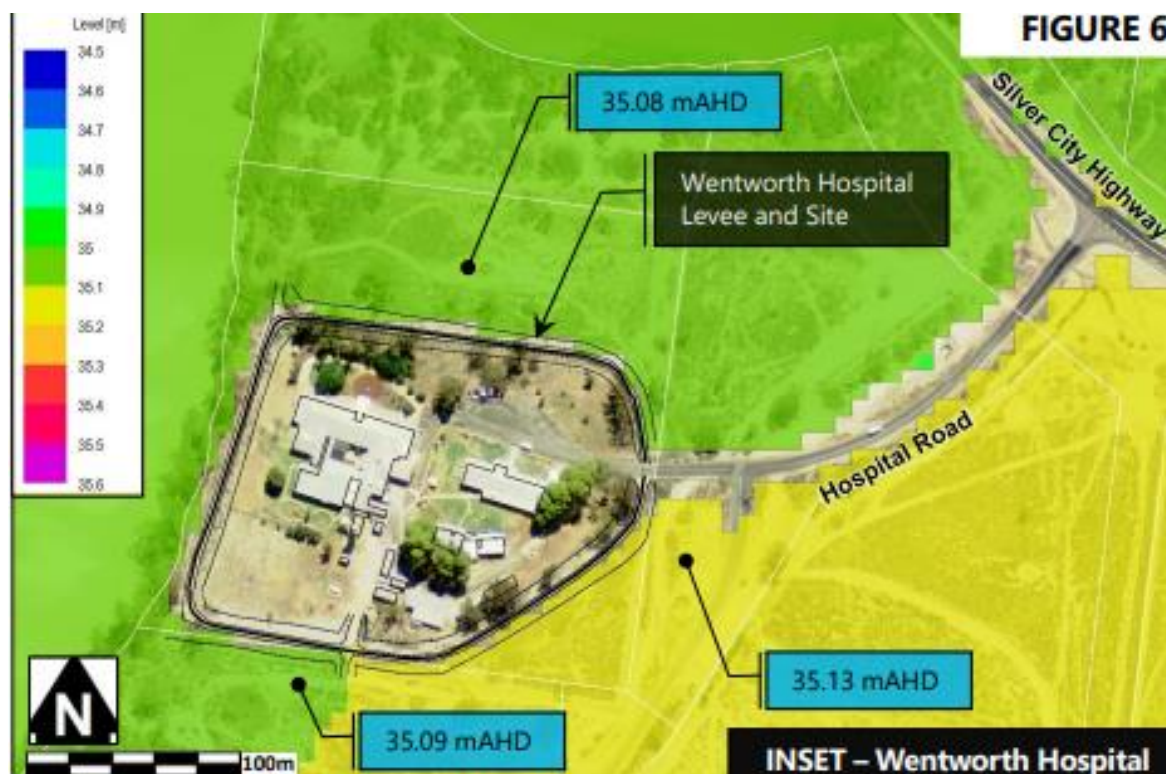 Level [m]
34.5
34.6
34.7
34.8
34.9
35
35.1
35.2
35.3
35.4
35.5
35.6
FIGURE 6
35.08 mAHD
Silver City Highway
Wentworth Hospital
Levee and Site
Hospital Road
35.13 mAHD
35.09 mAHD
N
100m
INSET – Wentworth Hospital